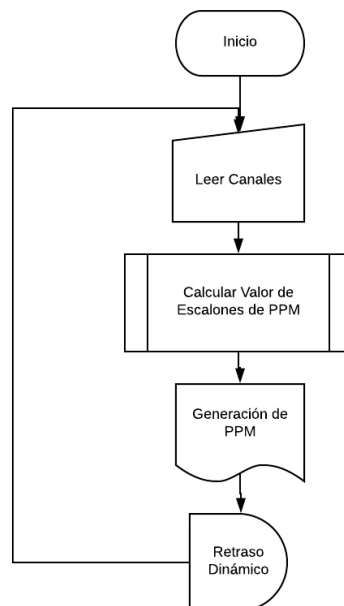 Inicio
Leer Canales
Calcular Valor de
Escalones de PPM
Generación de
PPM
Retraso
Dinámico